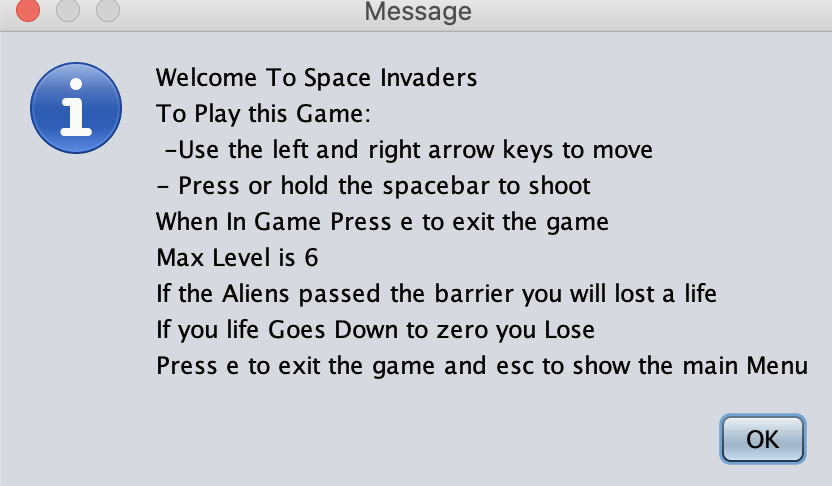 Message
Welcome To Space Invaders
To Play this Game:
-Use the left and right arrow keys to move
- Press or hold the spacebar to shoot
When In Game Press e to exit the game
Max Level is 6
If the Aliens passed the barrier you will lost a life
If you life Goes Down to zero you Lose
Press e to exit the game and esc to show the main Menu
OK